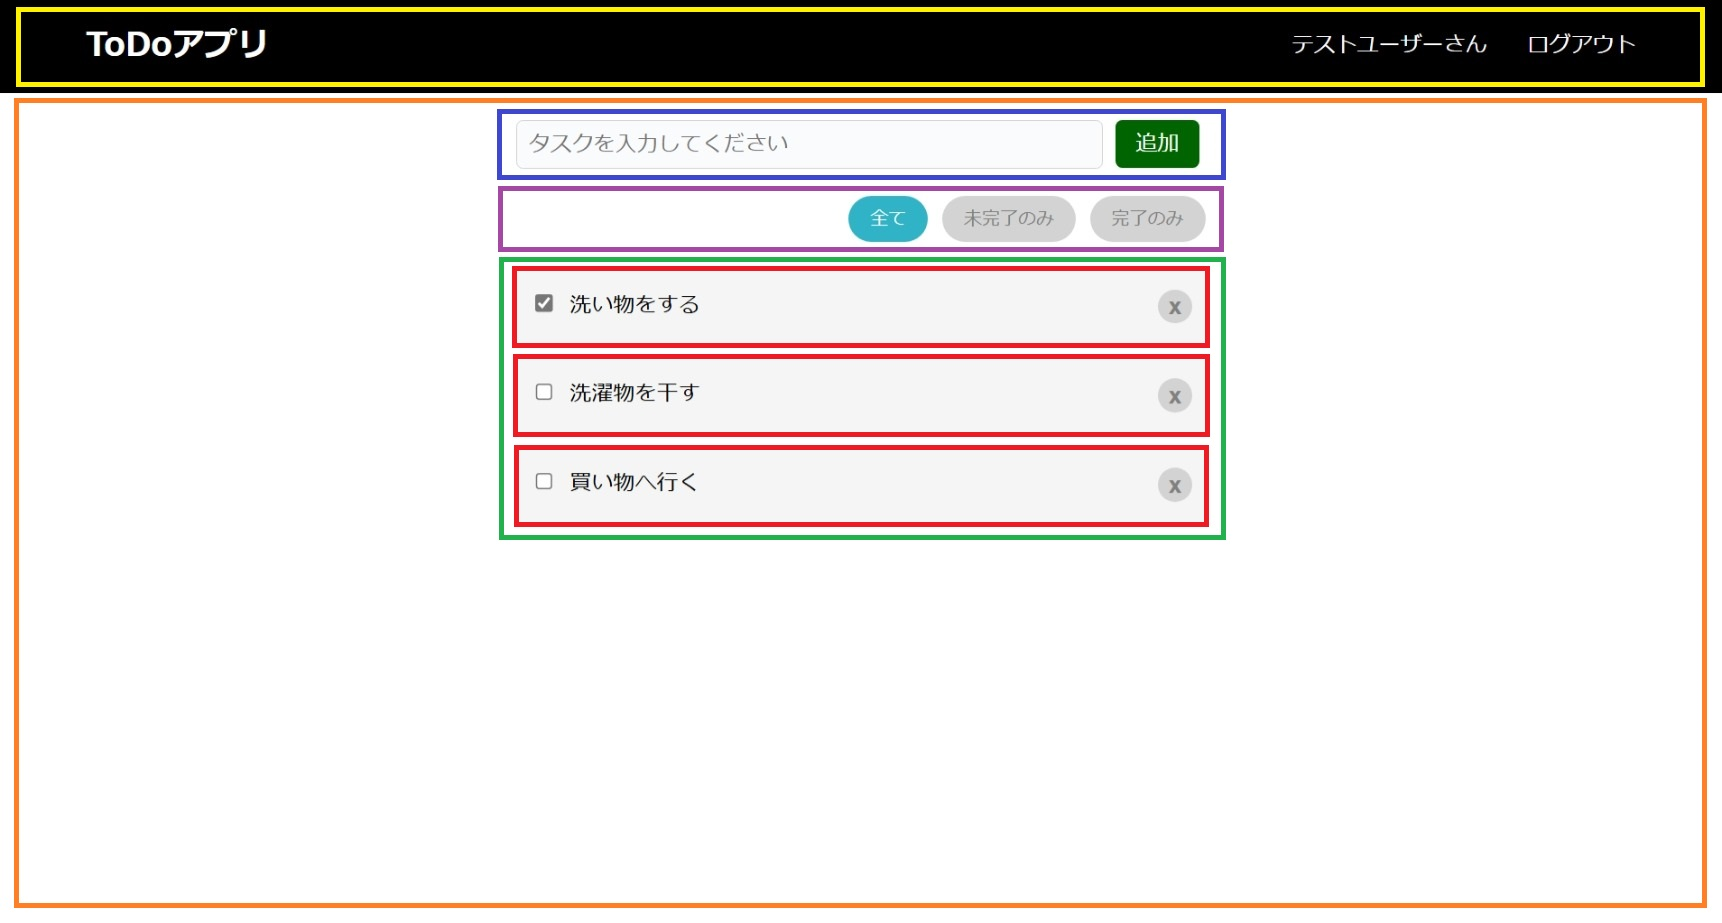 ToDoアプリ
テストユーザーさん ログアウト
タスクを入力してください 追加
全て 未完了のみ 完了のみ
洗い物をする x
洗濯物を干す x
買い物へ行く x